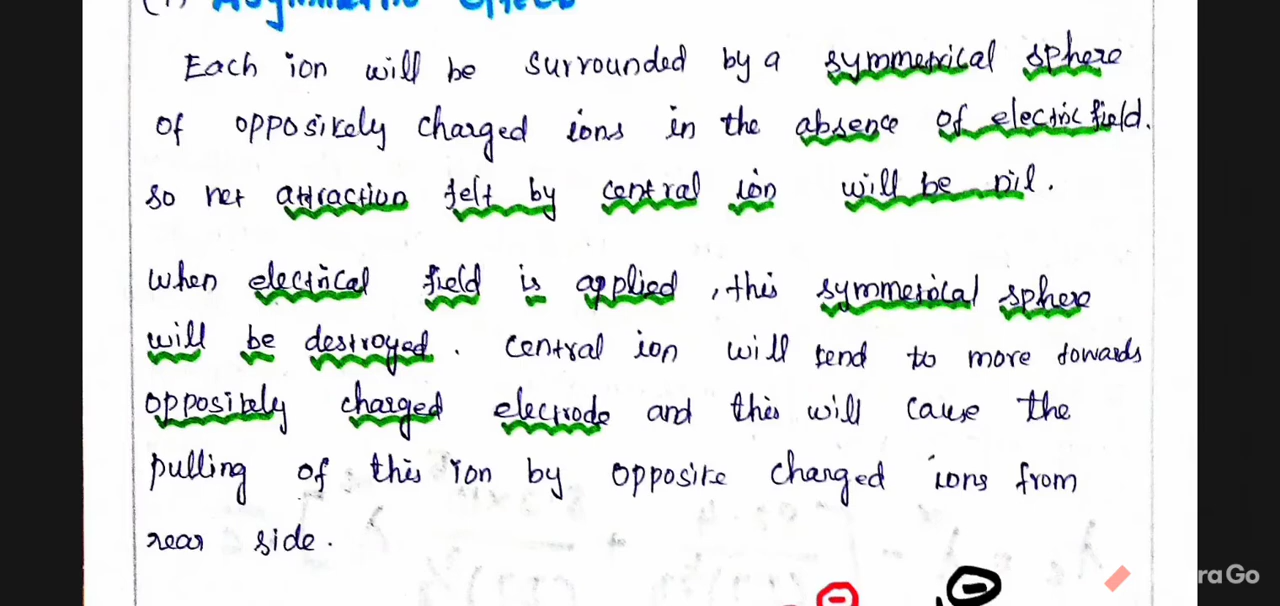 Each ion will be surrounded by a symmetrical sphere
of oppositely charged ions in the absence of electric field.
so net attraction felt by central ion will be nil.
when electrical field is applied, this symmetrical sphere
will be destroyed. central ion will tend to move towards
oppositely charged electrode and this will cause the
pulling of this ion by opposite charged ions from
rear side.
ra Go